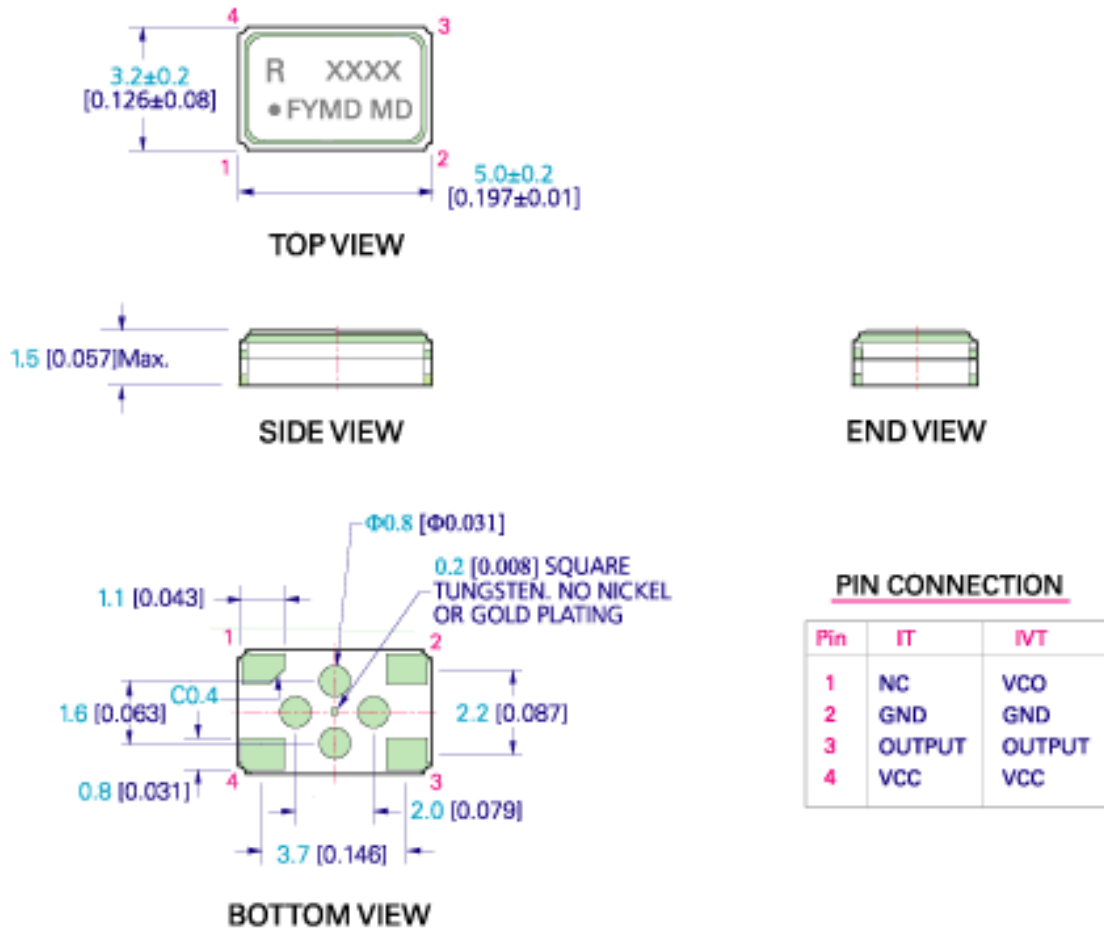 4
3
3.2±0.2
[0.126±0.08]
R XXXX
•FYMD MD
1
2
5.0±0.2
[0.197±0.01]
TOP VIEW
1.5 [0.057]Max.
SIDE VIEW
END VIEW
Φ0.8 [Φ0.031]
0.2 [0.008] SQUARE
TUNGSTEN. NO NICKEL
OR GOLD PLATING
1.1 [0.043]
1
2
C0.4
1.6 [0.063]
2.2 [0.087]
4
3
0.8 [0.031]
2.0 [0.079]
3.7 [0.146]
BOTTOM VIEW
PIN CONNECTION
Pin IT IVT
1 NC VCO
2 GND GND
3 OUTPUT OUTPUT
4 VCC VCC